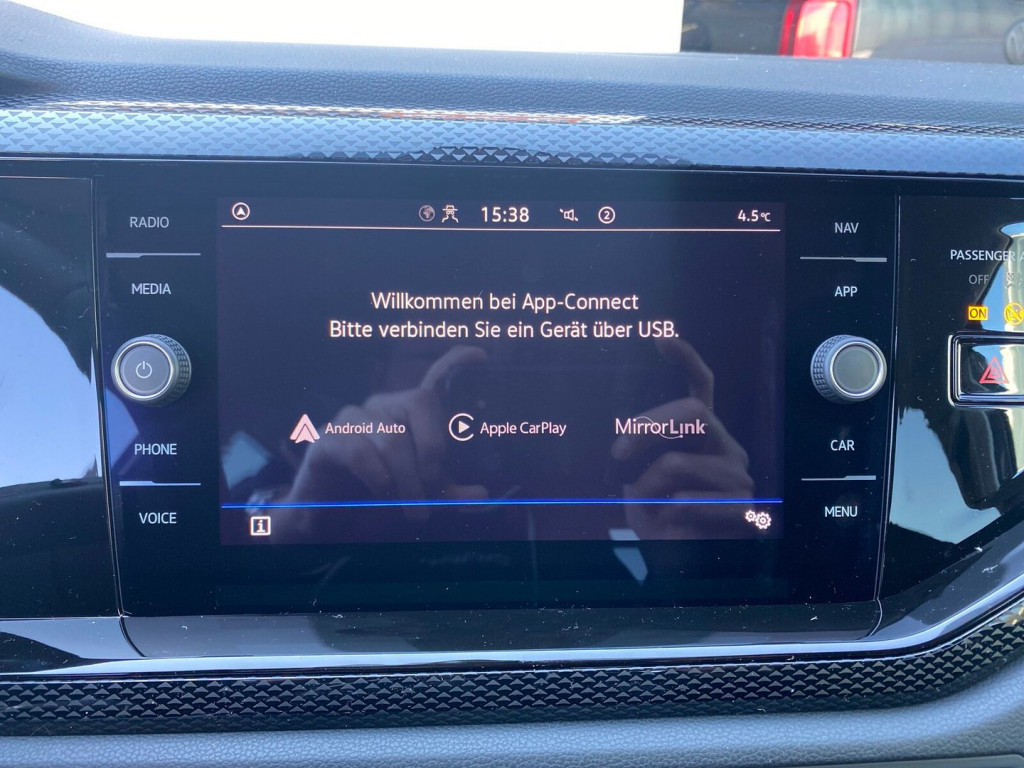 RADIO
MEDIA
PHONE
VOICE
15:38
2
4.5°C
Willkommen bei App-Connect
Bitte verbinden Sie ein Gerät über USB.
Android Auto
Apple CarPlay
MirrorLink
i
NAV
APP
CAR
MENU
PASSENGER
OFF
ON